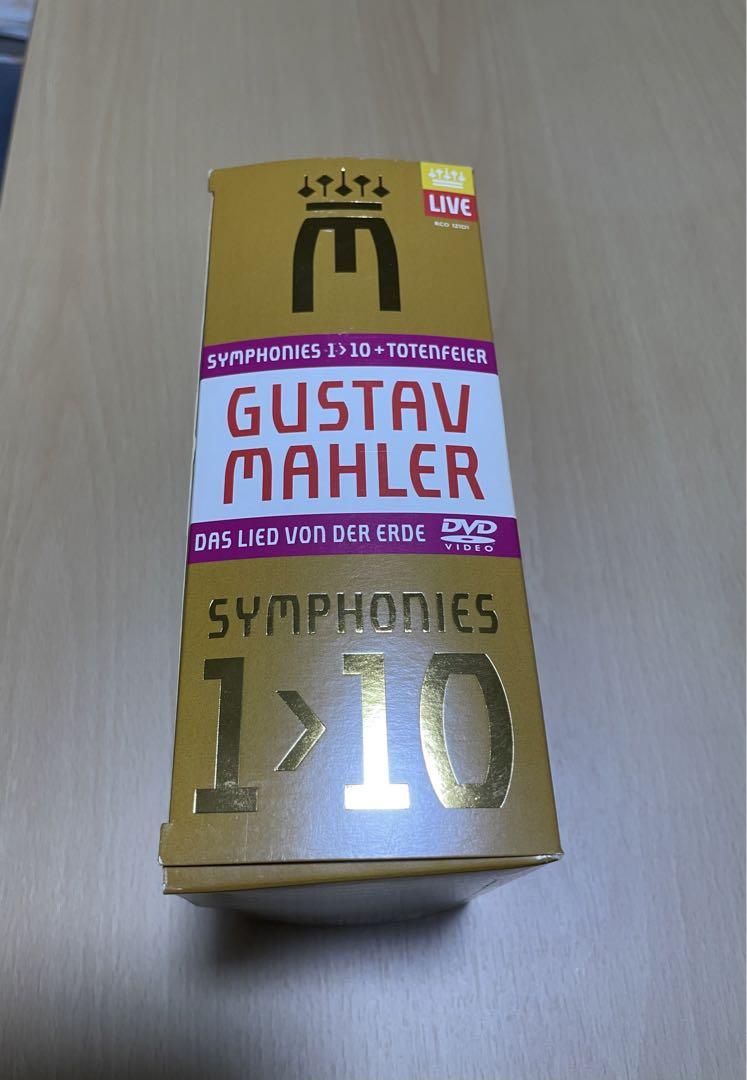 M
LIVE
RCO 12101
SYMPHONIES 1>10 + TOTENFEIER
GUSTAV
MAHLER
DAS LIED VON DER ERDE
DVD
VIDEO
SYMPHONIES
1>10